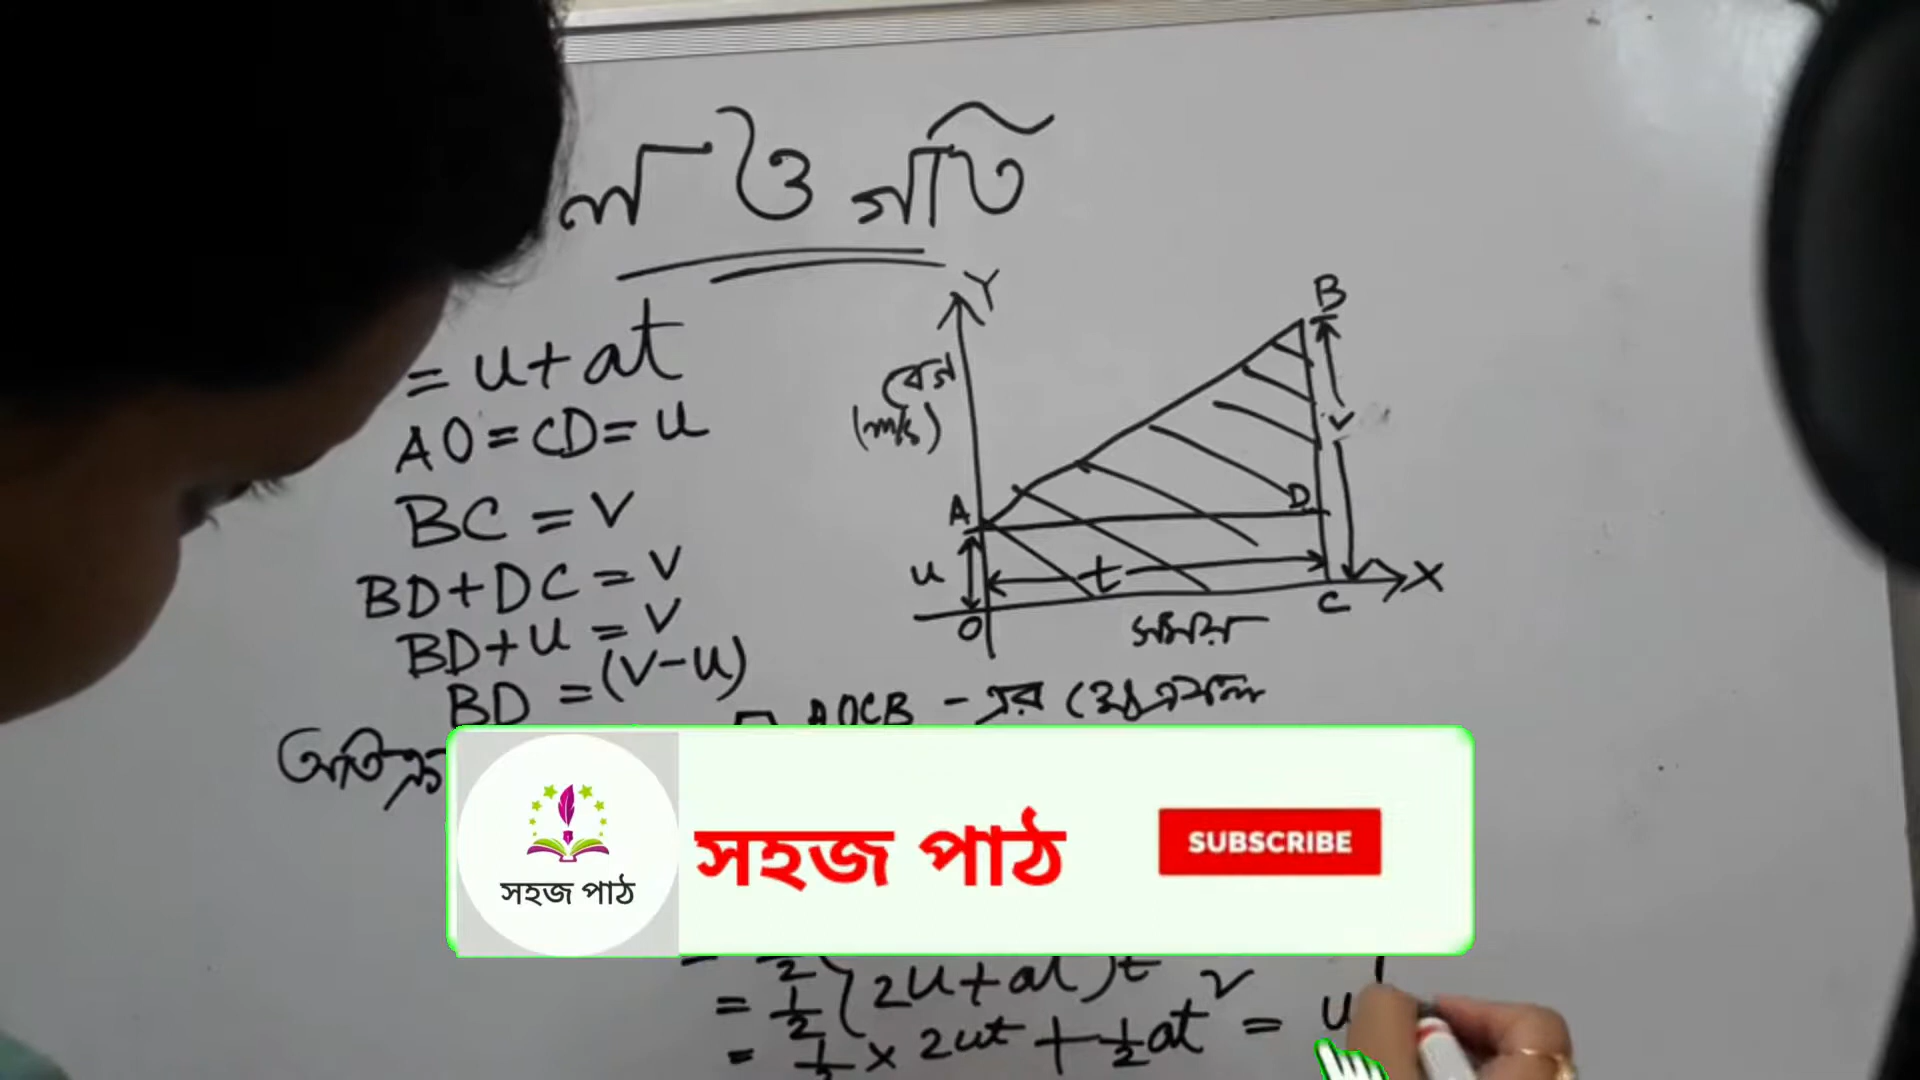 ল ও গতি
= u+at
AO=CD=u
BC = v
BD+DC = v
BD+u = v
BD = (v-u)
Y
B
বেগ
(m/s)
v
A
D
u
t
X
O
C
সময়
□ AOCB - এর ক্ষেত্রফল
সহজ পাঠ
সহজ পাঠ
SUBSCRIBE
= 1/2 (2u+at)t
= 1/2 × 2ut + 1/2 at² = u